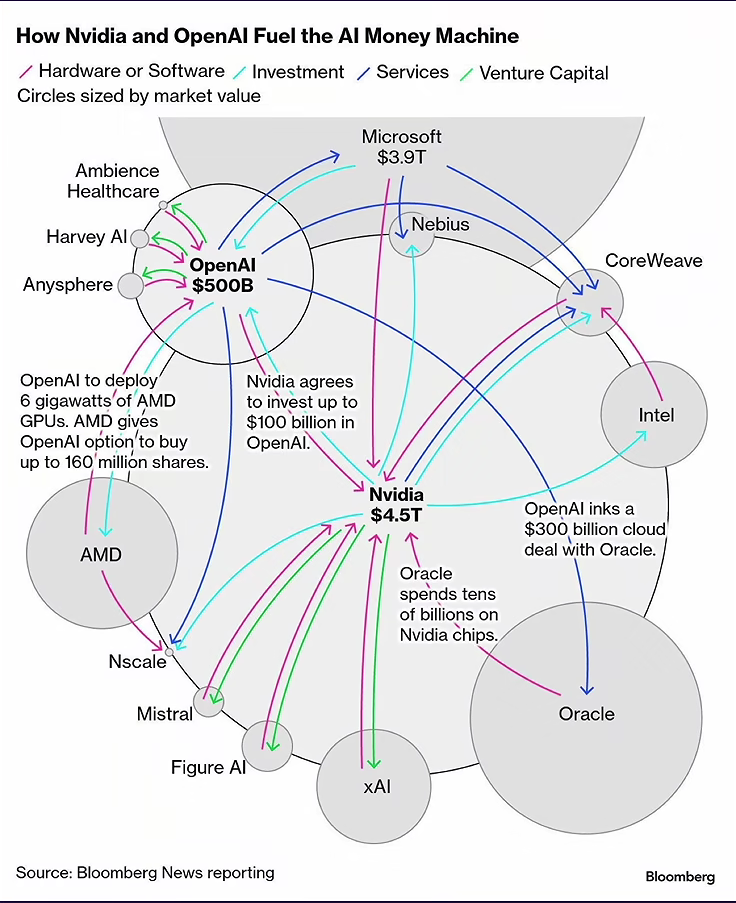 How Nvidia and OpenAI Fuel the AI Money Machine
Hardware or Software Investment Services Venture Capital
Circles sized by market value
Microsoft
$3.9T
Ambience
Healthcare
Nebius
Harvey AI
OpenAI
$500B
CoreWeave
Anysphere
OpenAI to deploy
6 gigawatts of AMD
GPUs. AMD gives
OpenAI option to buy
up to 160 million shares.
Nvidia agrees
to invest up to
$100 billion in
OpenAI.
Intel
Nvidia
$4.5T
OpenAI inks a
$300 billion cloud
deal with Oracle.
AMD
Oracle
spends tens
of billions on
Nvidia chips.
Nscale
Mistral
Oracle
Figure AI
xAI
Source: Bloomberg News reporting
Bloomberg